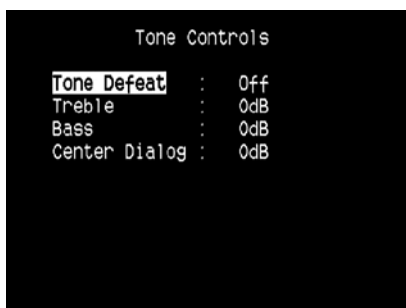 Tone Controls
Tone Defeat : Off
Treble : 0dB
Bass : 0dB
Center Dialog : 0dB